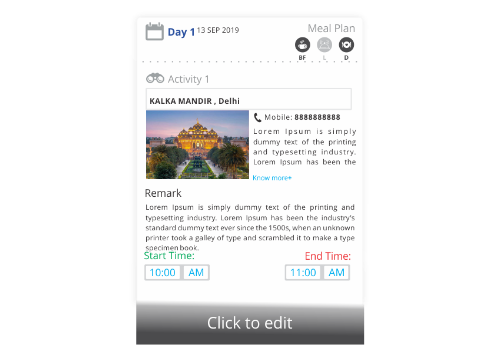 Day 1 13 SEP 2019 Meal Plan
BF L D
Activity 1
KALKA MANDIR , Delhi
Mobile: 8888888888
Lorem Ipsum is simply
dummy text of the printing
and typesetting industry.
Lorem Ipsum has been the
Know more+
Remark
Lorem Ipsum is simply dummy text of the printing and
typesetting industry. Lorem Ipsum has been the industry's
standard dummy text ever since the 1500s, when an unknown
printer took a galley of type and scrambled it to make a type
specimen book.
Start Time: End Time:
10:00 AM 11:00 AM
Click to edit